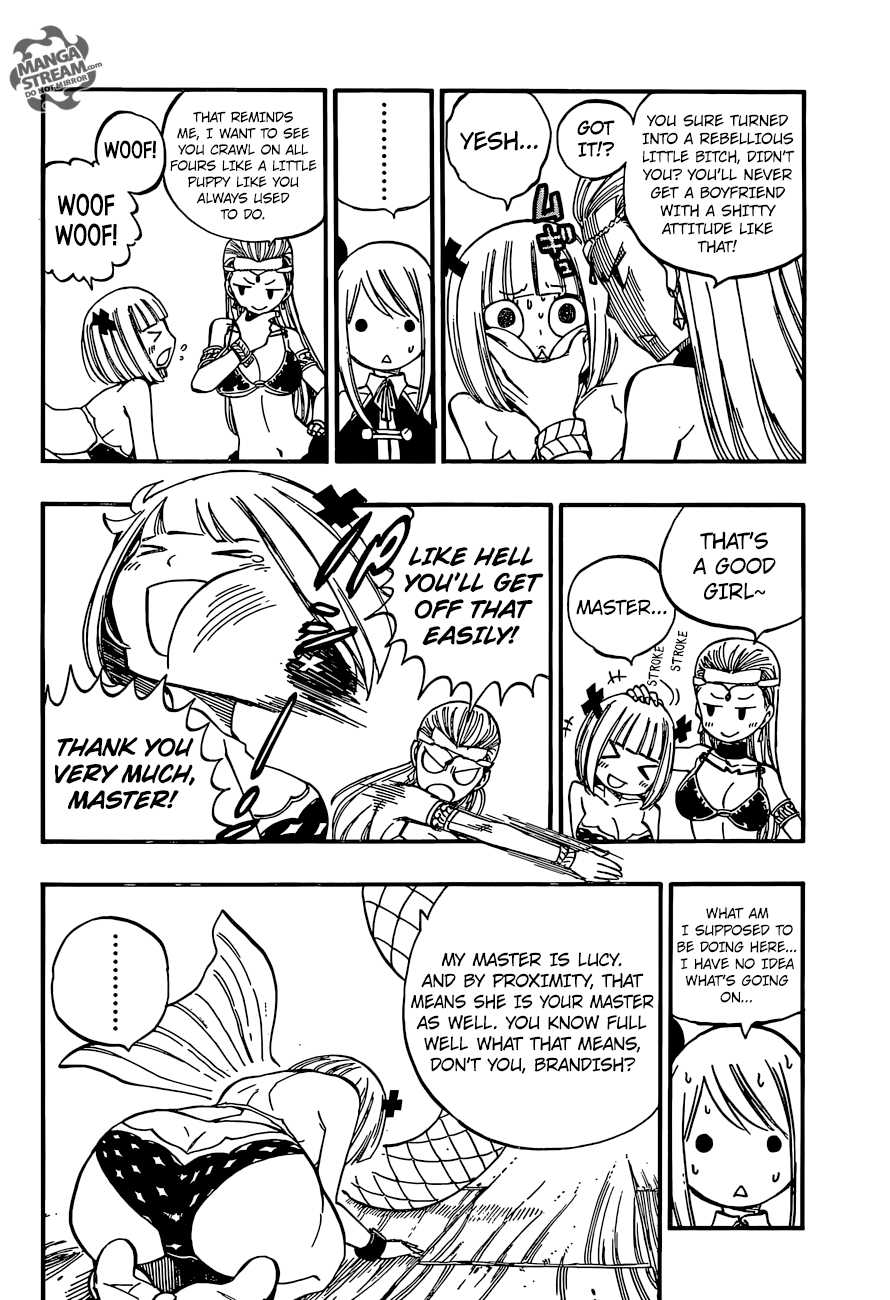 MANGA
STREAM.com
DO NOT MIRROR
YOU SURE TURNED
INTO A REBELLIOUS
LITTLE BITCH, DIDN'T
YOU? YOU'LL NEVER
GET A BOYFRIEND
WITH A SHITTY
ATTITUDE LIKE
THAT!
GOT
IT!?
YESH...
ムギュ
.........
THAT REMINDS
ME, I WANT TO SEE
YOU CRAWL ON ALL
FOURS LIKE A LITTLE
PUPPY LIKE YOU
ALWAYS USED
TO DO.
WOOF!
WOOF
WOOF!
THAT'S
A GOOD
GIRL~
MASTER...
STROKE
STROKE
LIKE HELL
YOU'LL GET
OFF THAT
EASILY!
THANK YOU
VERY MUCH,
MASTER!
WHAT AM
I SUPPOSED TO
BE DOING HERE...
I HAVE NO IDEA
WHAT'S GOING
ON...
MY MASTER IS LUCY.
AND BY PROXIMITY, THAT
MEANS SHE IS YOUR MASTER
AS WELL. YOU KNOW FULL
WELL WHAT THAT MEANS,
DON'T YOU, BRANDISH?
.........